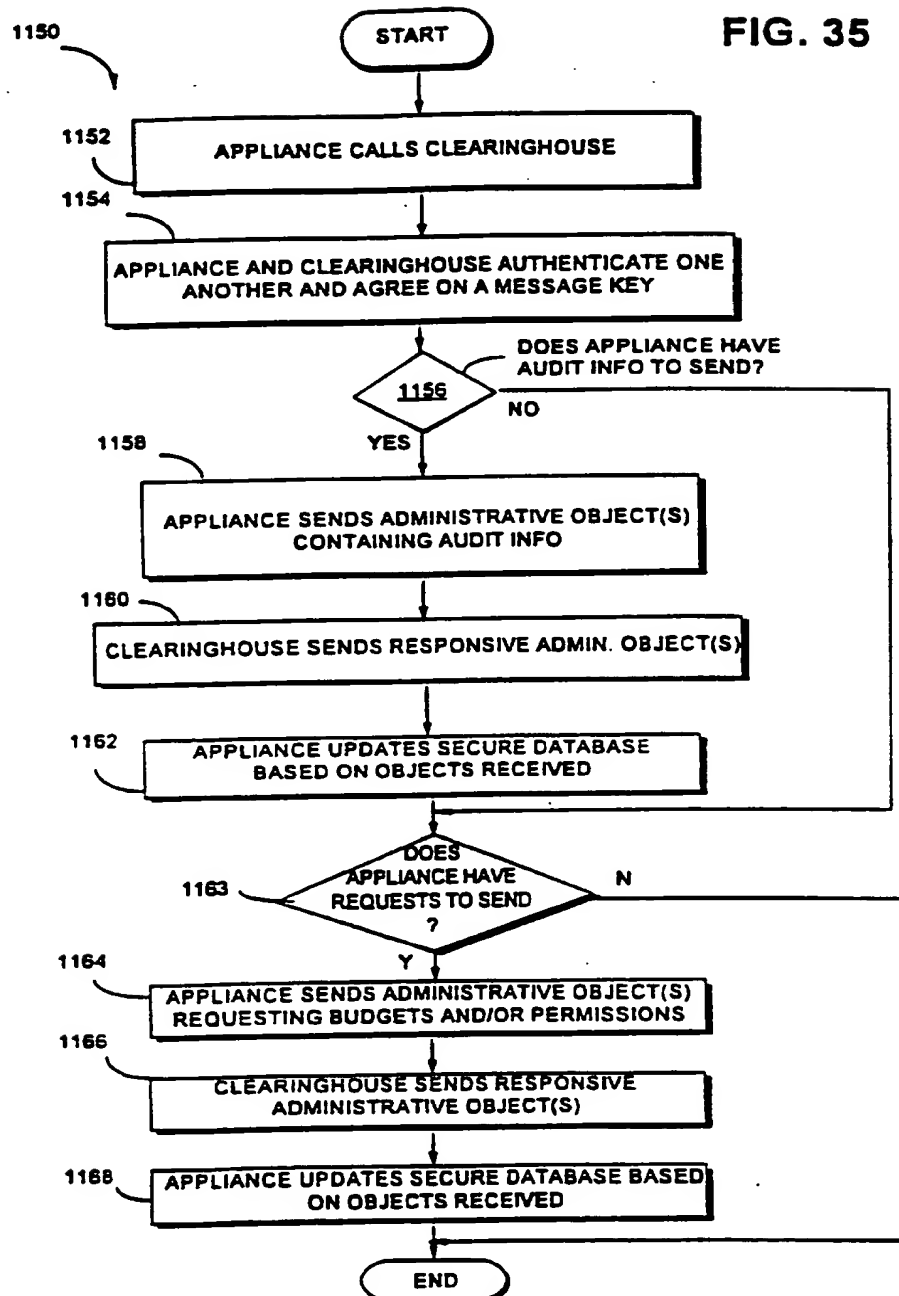 FIG. 35
1150
START
1152
APPLIANCE CALLS CLEARINGHOUSE
1154
APPLIANCE AND CLEARINGHOUSE AUTHENTICATE ONE
ANOTHER AND AGREE ON A MESSAGE KEY
DOES APPLIANCE HAVE
AUDIT INFO TO SEND?
1156
NO
YES
1158
APPLIANCE SENDS ADMINISTRATIVE OBJECT(S)
CONTAINING AUDIT INFO
1160
CLEARINGHOUSE SENDS RESPONSIVE ADMIN. OBJECT(S)
1162
APPLIANCE UPDATES SECURE DATABASE
BASED ON OBJECTS RECEIVED
DOES
APPLIANCE HAVE
REQUESTS TO SEND
?
1163
N
Y
1164
APPLIANCE SENDS ADMINISTRATIVE OBJECT(S)
REQUESTING BUDGETS AND/OR PERMISSIONS
1166
CLEARINGHOUSE SENDS RESPONSIVE
ADMINISTRATIVE OBJECT(S)
1168
APPLIANCE UPDATES SECURE DATABASE BASED
ON OBJECTS RECEIVED
END